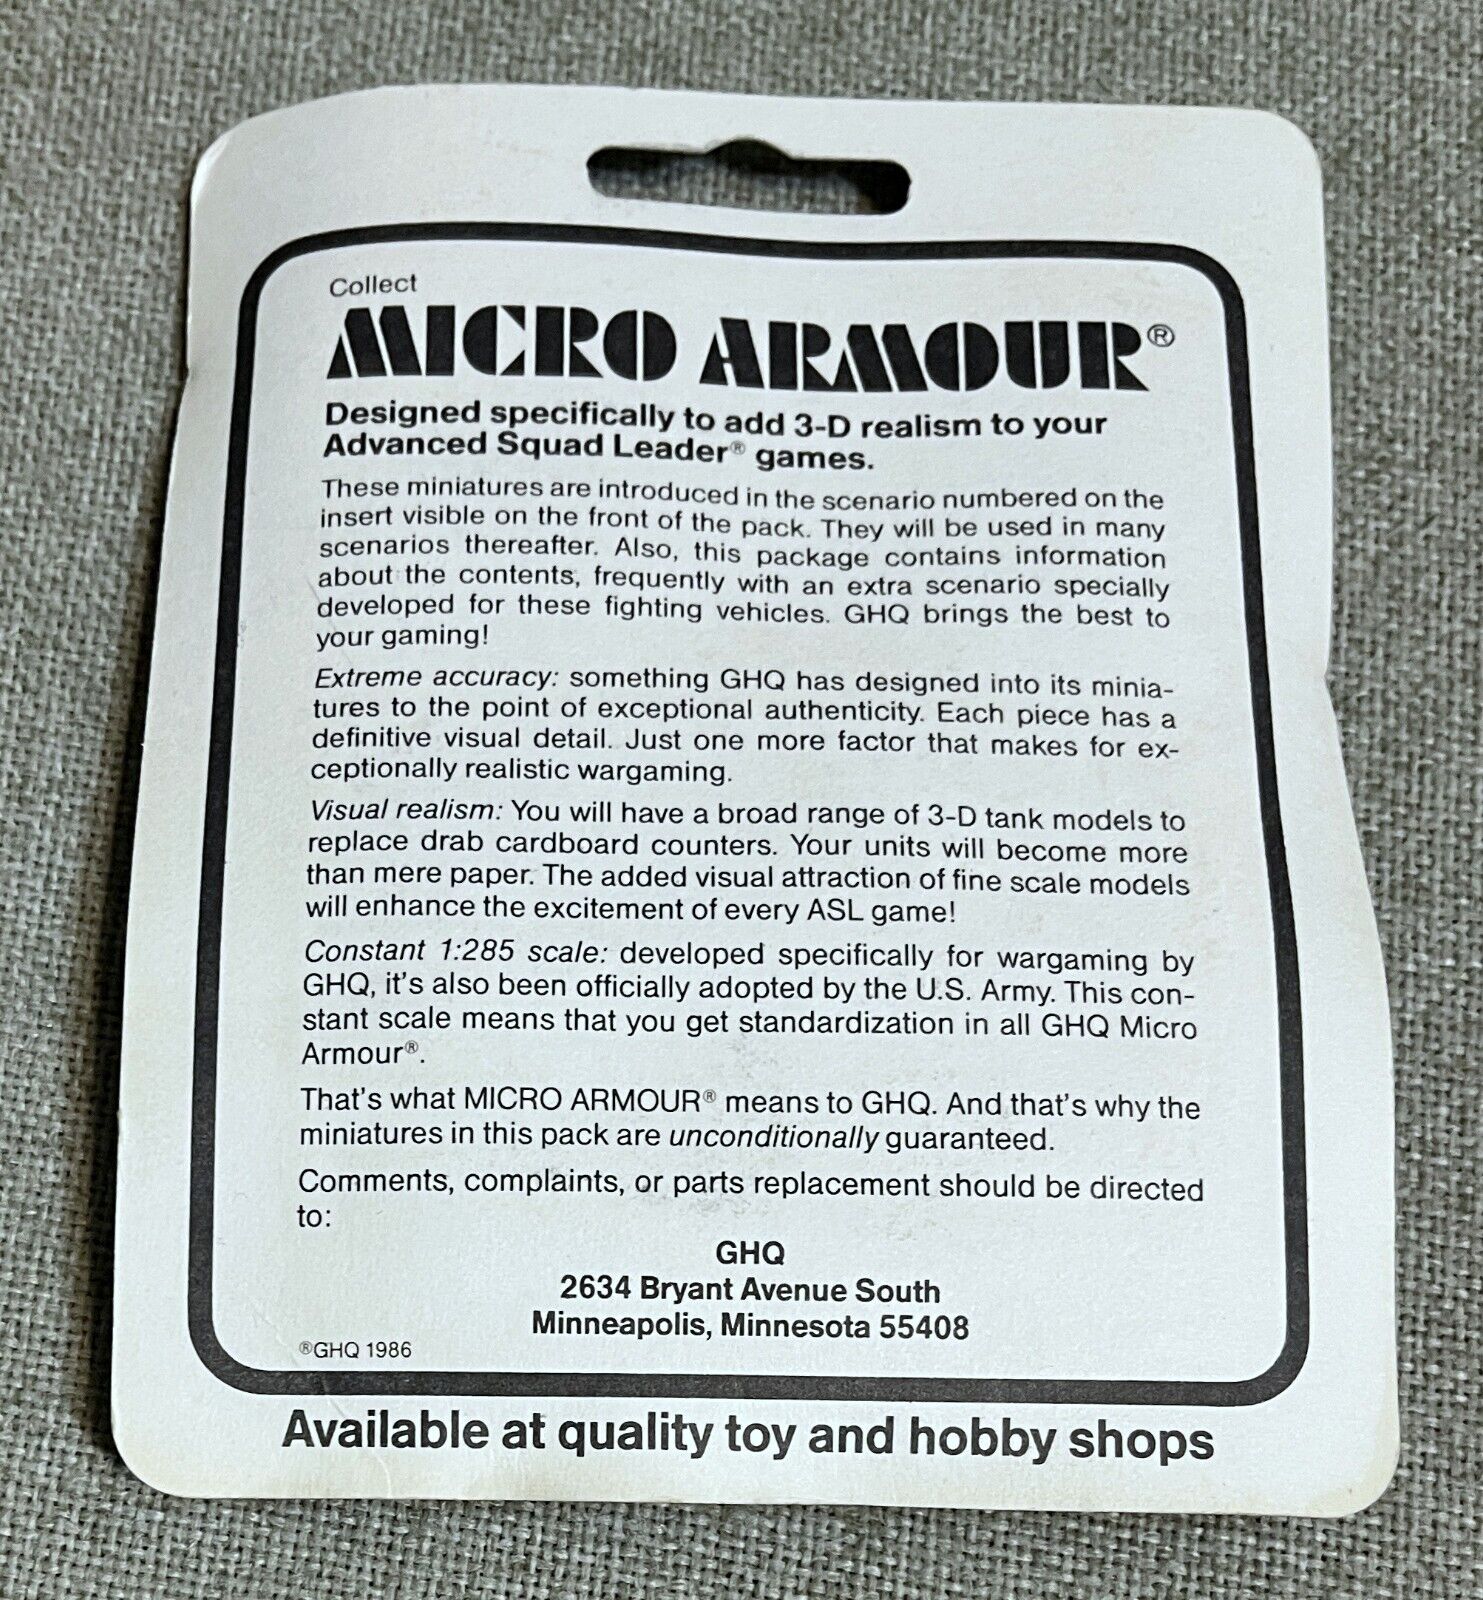 Collect
MICRO ARMOUR®
Designed specifically to add 3-D realism to your
Advanced Squad Leader® games.
These miniatures are introduced in the scenario numbered on the
insert visible on the front of the pack. They will be used in many
scenarios thereafter. Also, this package contains information
about the contents, frequently with an extra scenario specially
developed for these fighting vehicles. GHQ brings the best to
your gaming!
Extreme accuracy: something GHQ has designed into its minia-
tures to the point of exceptional authenticity. Each piece has a
definitive visual detail. Just one more factor that makes for ex-
ceptionally realistic wargaming.
Visual realism: You will have a broad range of 3-D tank models to
replace drab cardboard counters. Your units will become more
than mere paper. The added visual attraction of fine scale models
will enhance the excitement of every ASL game!
Constant 1:285 scale: developed specifically for wargaming by
GHQ, it's also been officially adopted by the U.S. Army. This con-
stant scale means that you get standardization in all GHQ Micro
Armour®.
That's what MICRO ARMOUR® means to GHQ. And that's why the
miniatures in this pack are unconditionally guaranteed.
Comments, complaints, or parts replacement should be directed
to:
GHQ
2634 Bryant Avenue South
Minneapolis, Minnesota 55408
®GHQ 1986
Available at quality toy and hobby shops